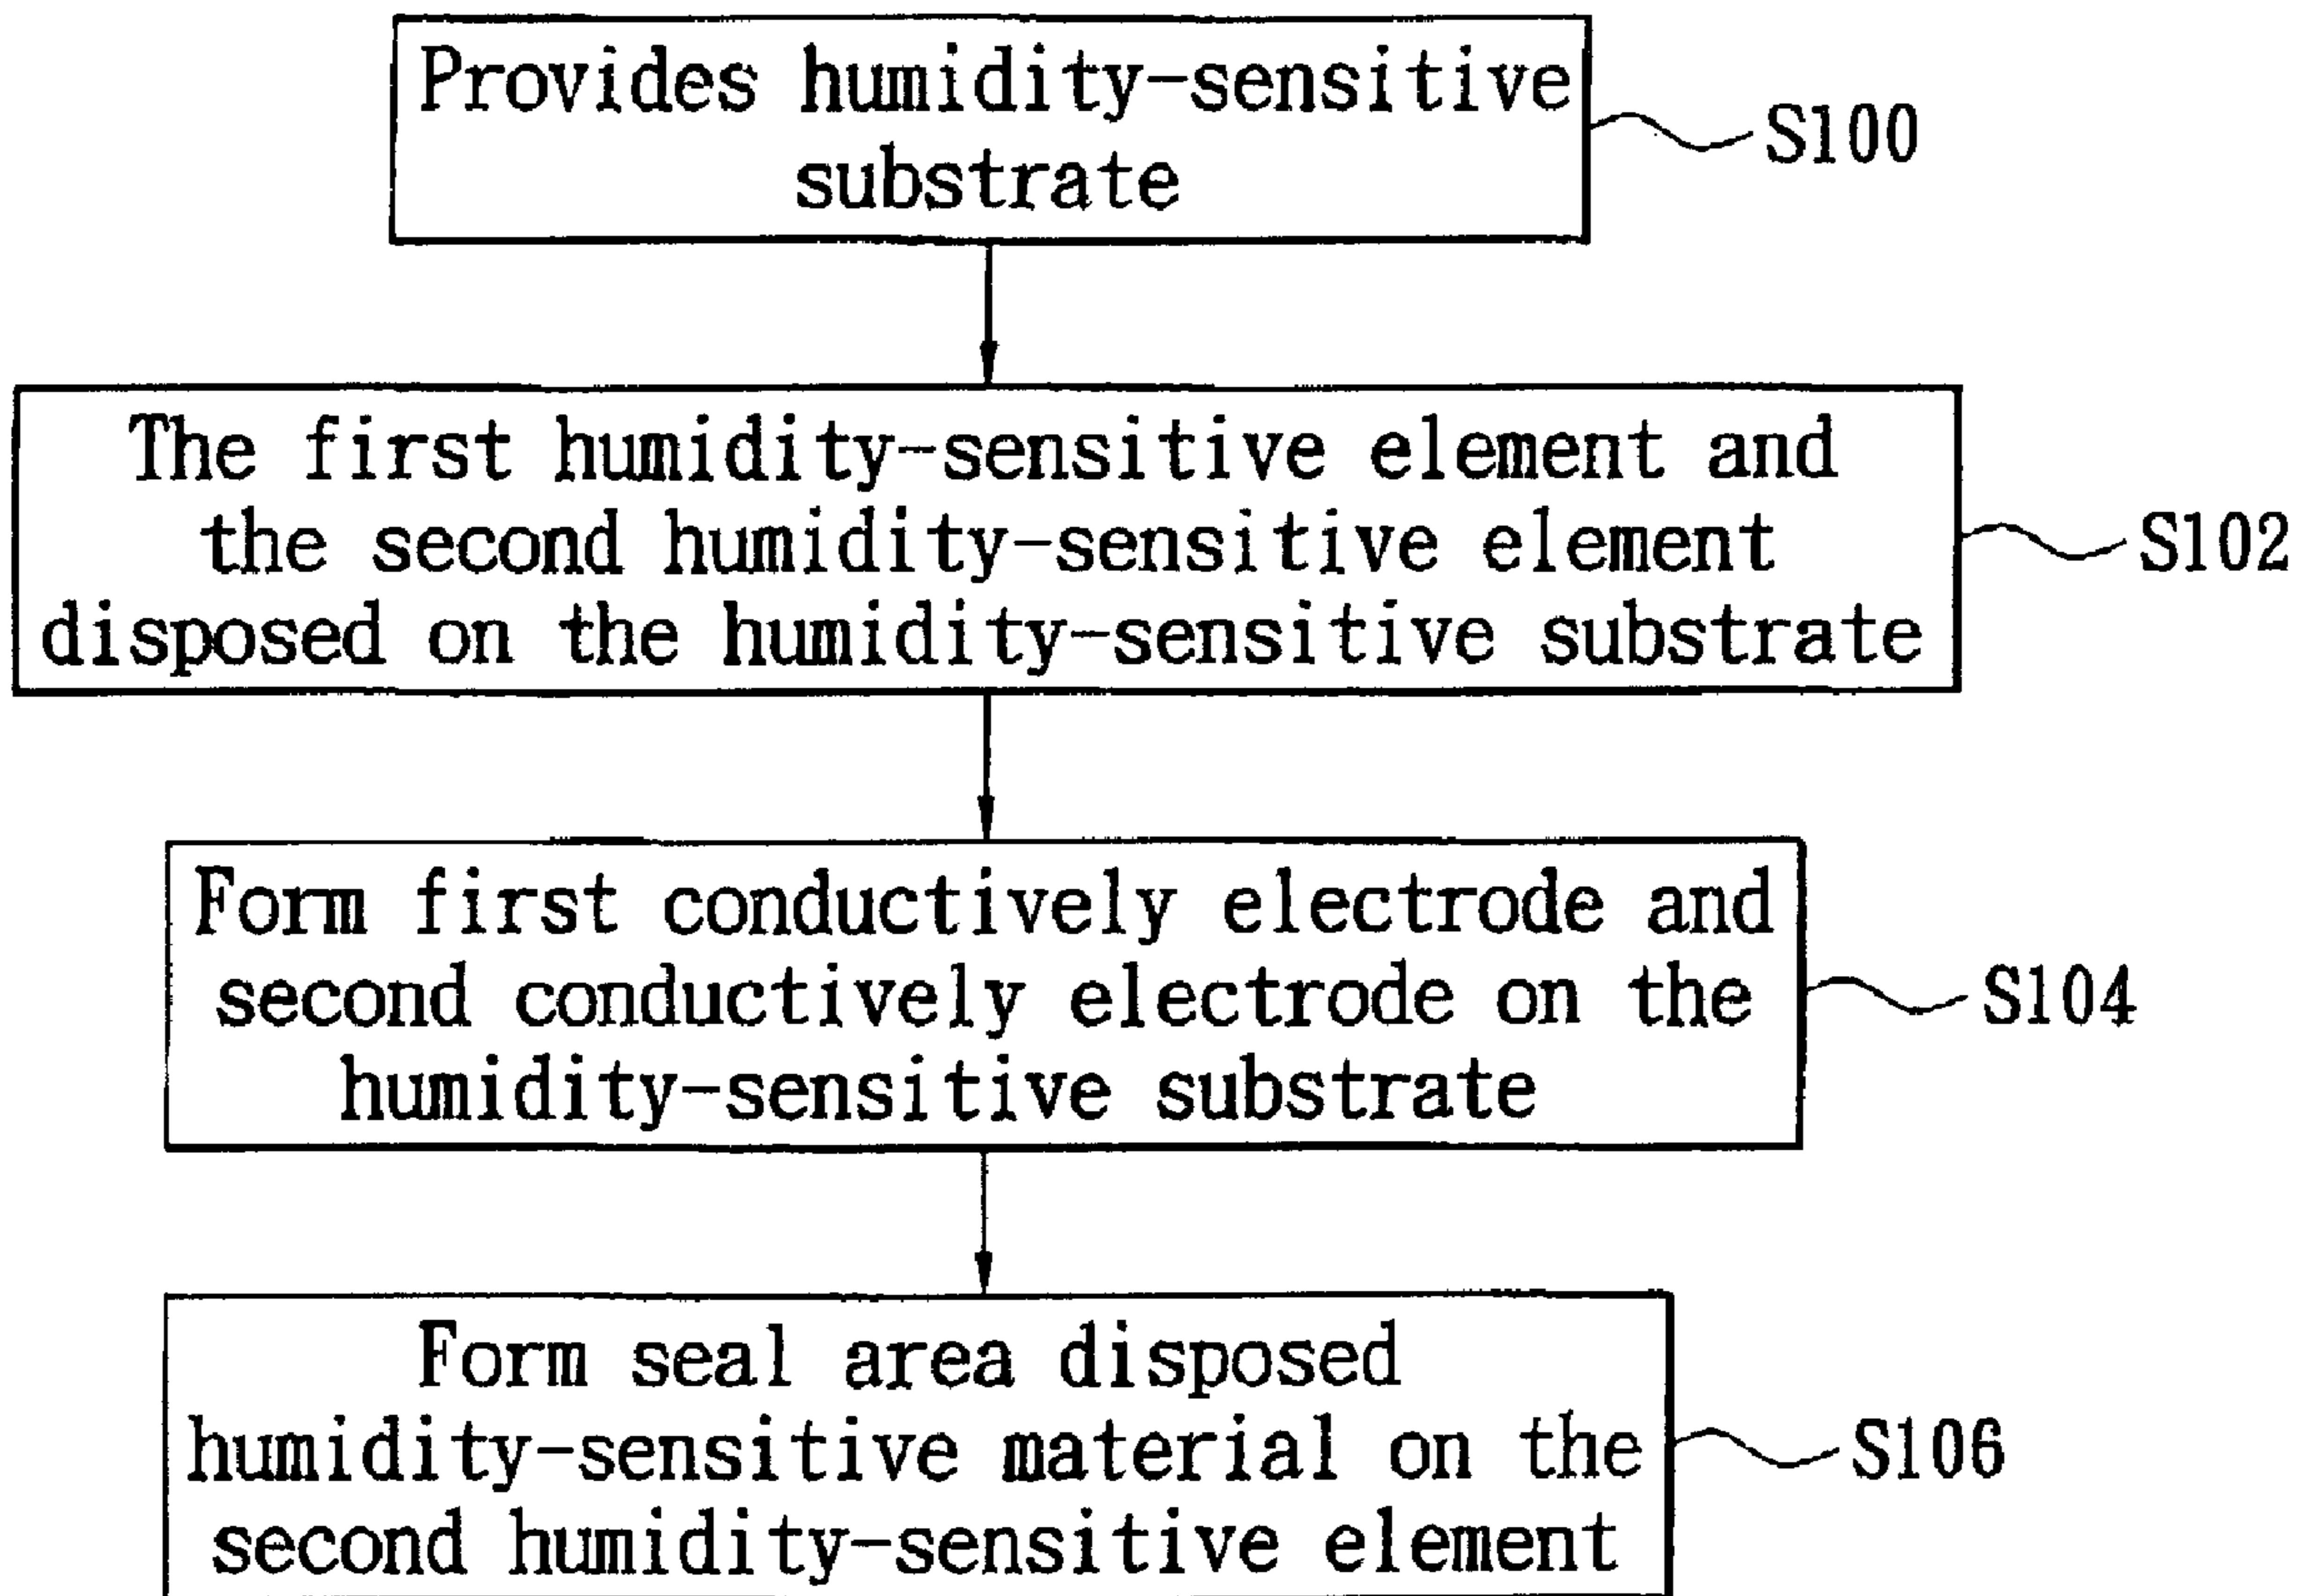 Provides humidity-sensitive
substrate
S100
The first humidity-sensitive element and
the second humidity-sensitive element
disposed on the humidity-sensitive substrate
S102
Form first conductively electrode and
second conductively electrode on the
humidity-sensitive substrate
S104
Form seal area disposed
humidity-sensitive material on the
second humidity-sensitive element
S106